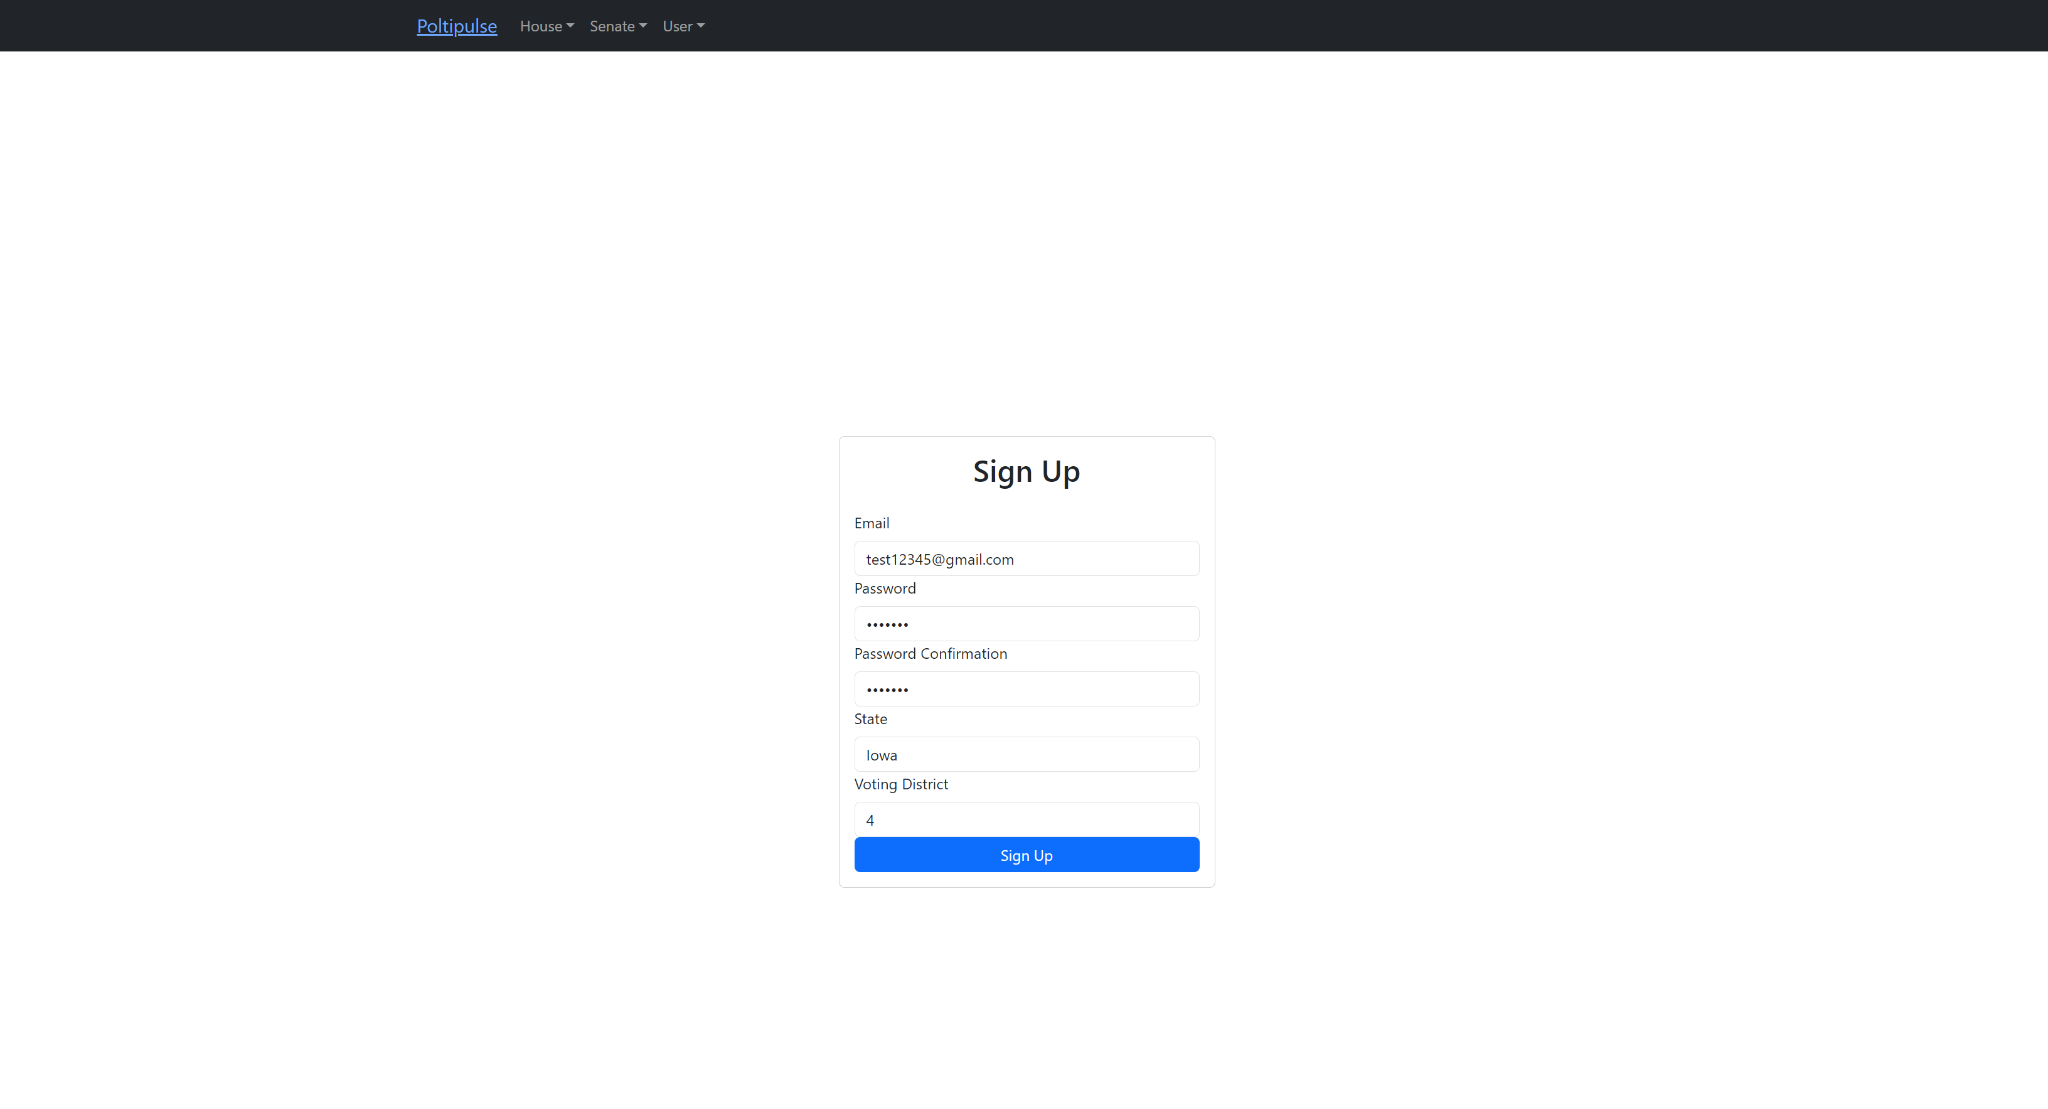 Poltipulse House Senate User
Sign Up
Email
test12345@gmail.com
Password
•••••••
Password Confirmation
•••••••
State
Iowa
Voting District
4
Sign Up